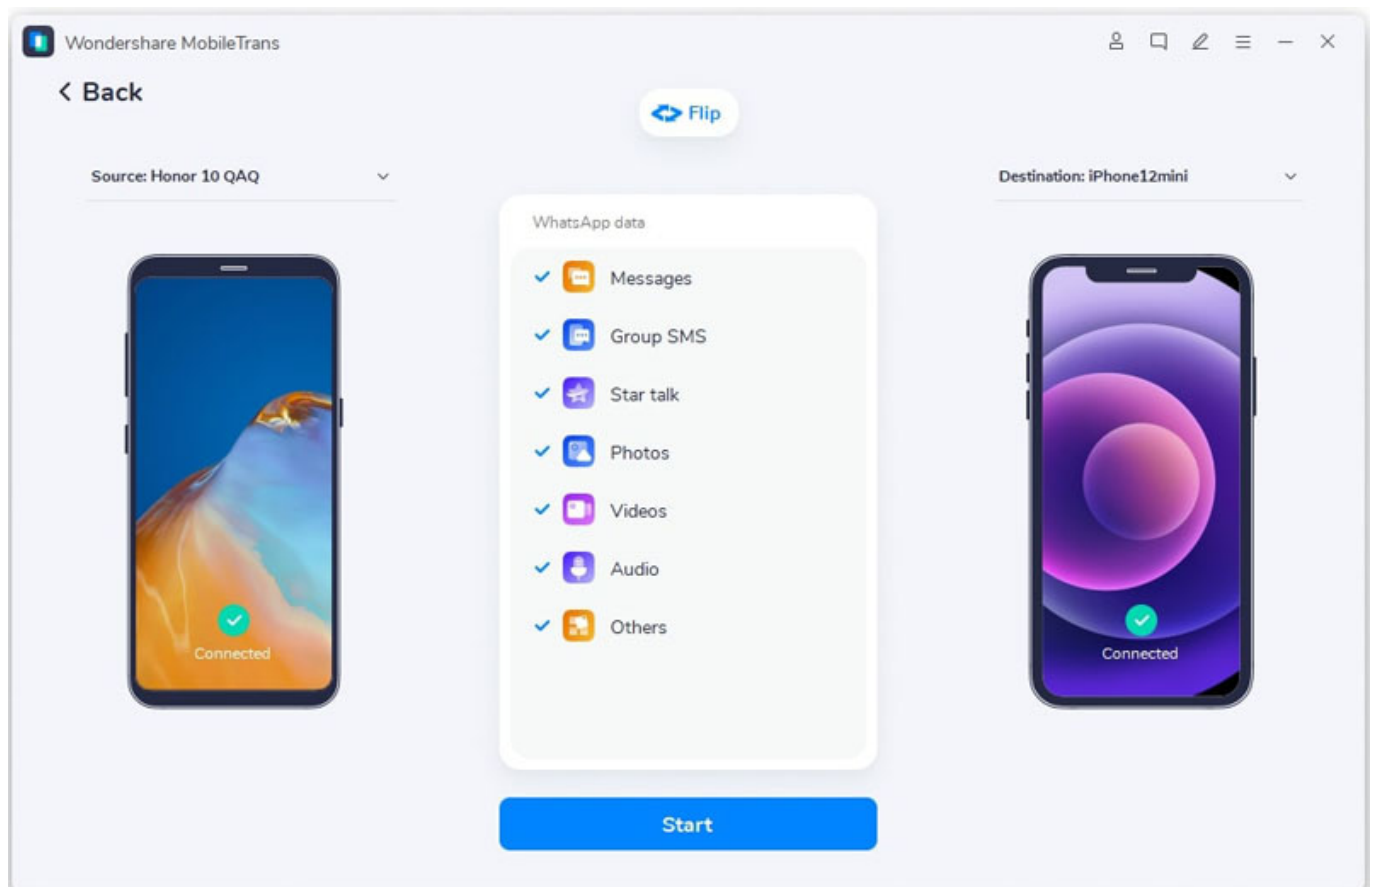 Wondershare MobileTrans
Back
Flip
Source: Honor 10 QAQ
Destination: iPhone12mini
WhatsApp data
Messages
Group SMS
Star talk
Photos
Videos
Audio
Others
Connected
Connected
Start